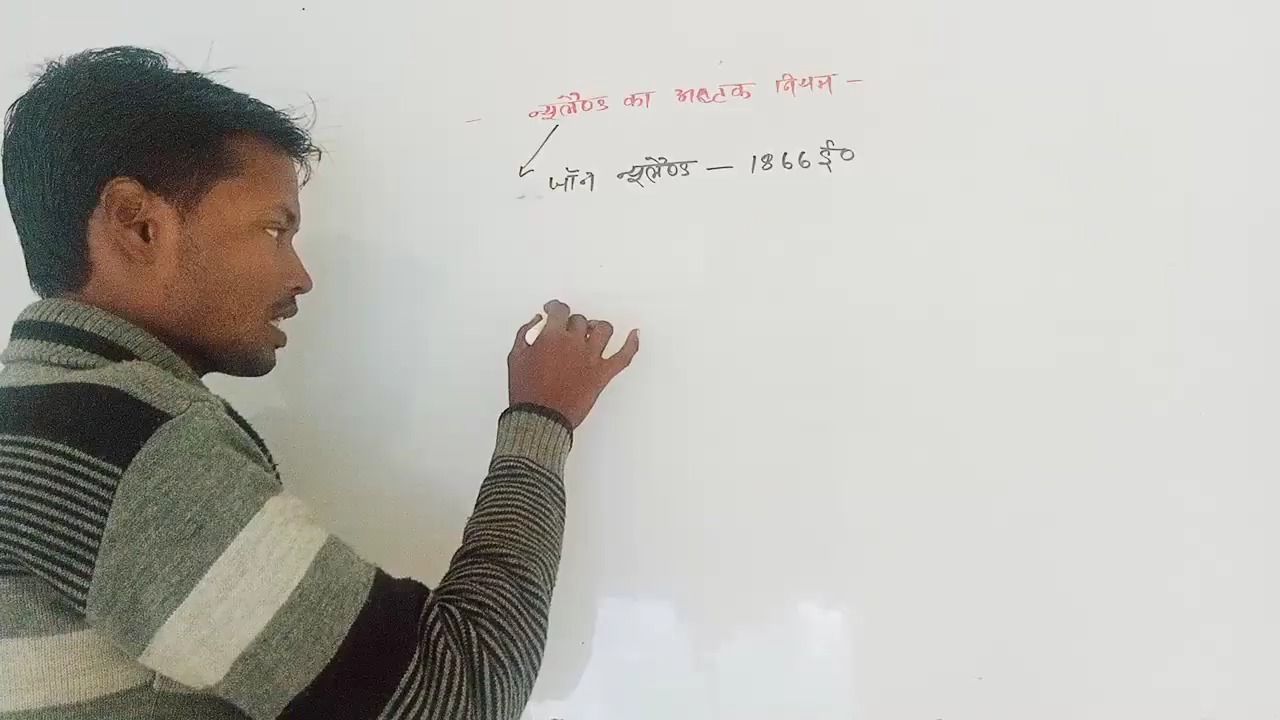 - न्यूलैण्ड का अष्टक नियम -
जॉन न्यूलैण्ड - 1866 ई०